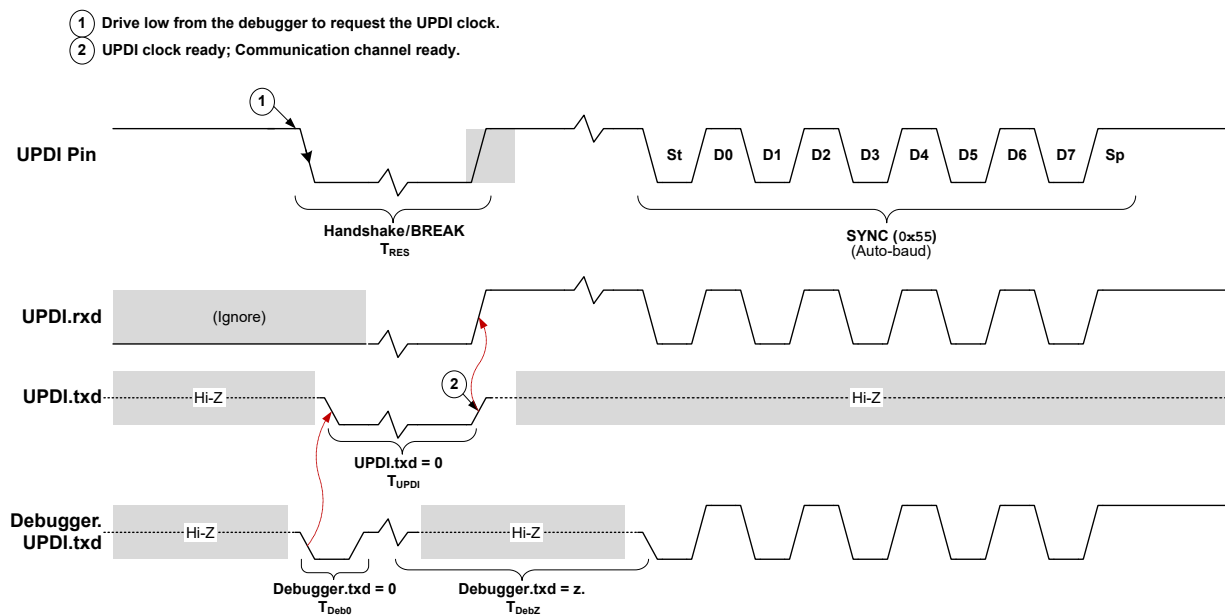 1 Drive low from the debugger to request the UPDI clock.
2 UPDI clock ready; Communication channel ready.
1
UPDI Pin
St D0 D1 D2 D3 D4 D5 D6 D7 Sp
Handshake/BREAK
TRES
SYNC (0x55)
(Auto-baud)
UPDI.rxd
(Ignore)
2
UPDI.txd
Hi-Z
Hi-Z
UPDI.txd = 0
TUPDI
Debugger.
UPDI.txd
Hi-Z
Hi-Z
Debugger.txd = 0
TDeb0
Debugger.txd = z.
TDebZ